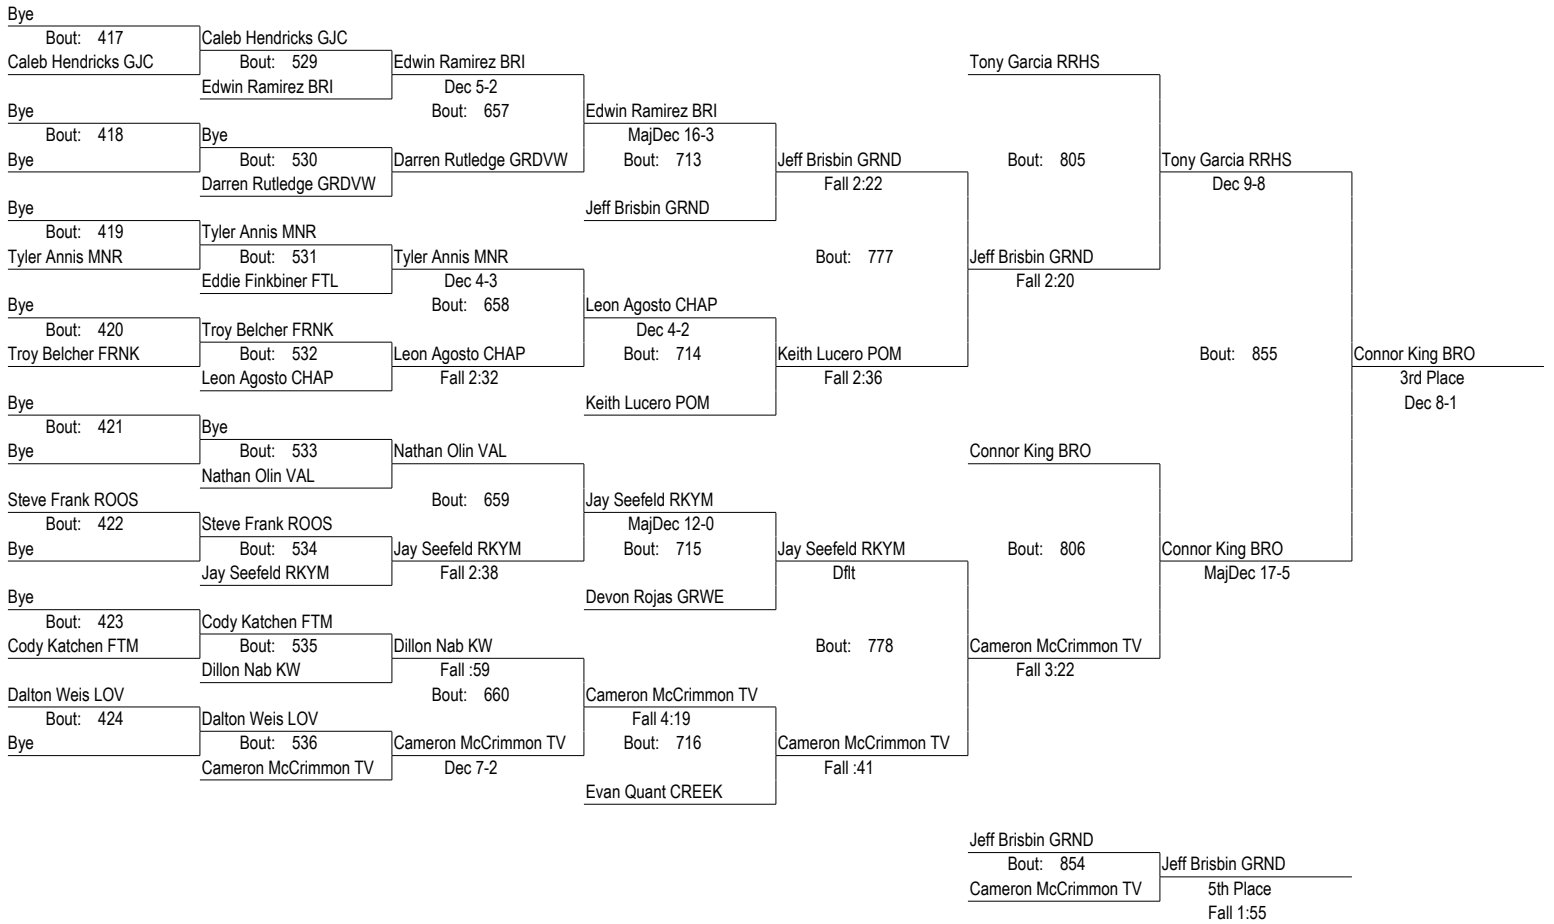 Bye
Bout: 417
Caleb Hendricks GJC
Bye
Bout: 418
Bye
Bye
Bout: 419
Tyler Annis MNR
Bye
Bout: 420
Troy Belcher FRNK
Bye
Bout: 421
Bye
Steve Frank ROOS
Bout: 422
Bye
Bye
Bout: 423
Cody Katchen FTM
Dalton Weis LOV
Bout: 424
Bye
Caleb Hendricks GJC
Bout: 529
Edwin Ramirez BRI
Bye
Bout: 530
Darren Rutledge GRDVW
Tyler Annis MNR
Bout: 531
Eddie Finkbiner FTL
Troy Belcher FRNK
Bout: 532
Leon Agosto CHAP
Bye
Bout: 533
Nathan Olin VAL
Steve Frank ROOS
Bout: 534
Jay Seefeld RKYM
Cody Katchen FTM
Bout: 535
Dillon Nab KW
Dalton Weis LOV
Bout: 536
Cameron McCrimmon TV
Edwin Ramirez BRI
Dec 5-2
Bout: 657
Darren Rutledge GRDVW
Tyler Annis MNR
Dec 4-3
Bout: 658
Leon Agosto CHAP
Fall 2:32
Nathan Olin VAL
Bout: 659
Jay Seefeld RKYM
Fall 2:38
Dillon Nab KW
Fall :59
Bout: 660
Cameron McCrimmon TV
Dec 7-2
Edwin Ramirez BRI
MajDec 16-3
Bout: 713
Jeff Brisbin GRND
Leon Agosto CHAP
Dec 4-2
Bout: 714
Keith Lucero POM
Jay Seefeld RKYM
MajDec 12-0
Bout: 715
Devon Rojas GRWE
Cameron McCrimmon TV
Fall 4:19
Bout: 716
Evan Quant CREEK
Jeff Brisbin GRND
Fall 2:22
Bout: 777
Keith Lucero POM
Fall 2:36
Jay Seefeld RKYM
Dflt
Bout: 778
Cameron McCrimmon TV
Fall :41
Tony Garcia RRHS
Bout: 805
Jeff Brisbin GRND
Fall 2:20
Connor King BRO
Bout: 806
Cameron McCrimmon TV
Fall 3:22
Tony Garcia RRHS
Dec 9-8
Bout: 855
Connor King BRO
MajDec 17-5
Connor King BRO
3rd Place
Dec 8-1
Jeff Brisbin GRND
Bout: 854
Cameron McCrimmon TV
Jeff Brisbin GRND
5th Place
Fall 1:55